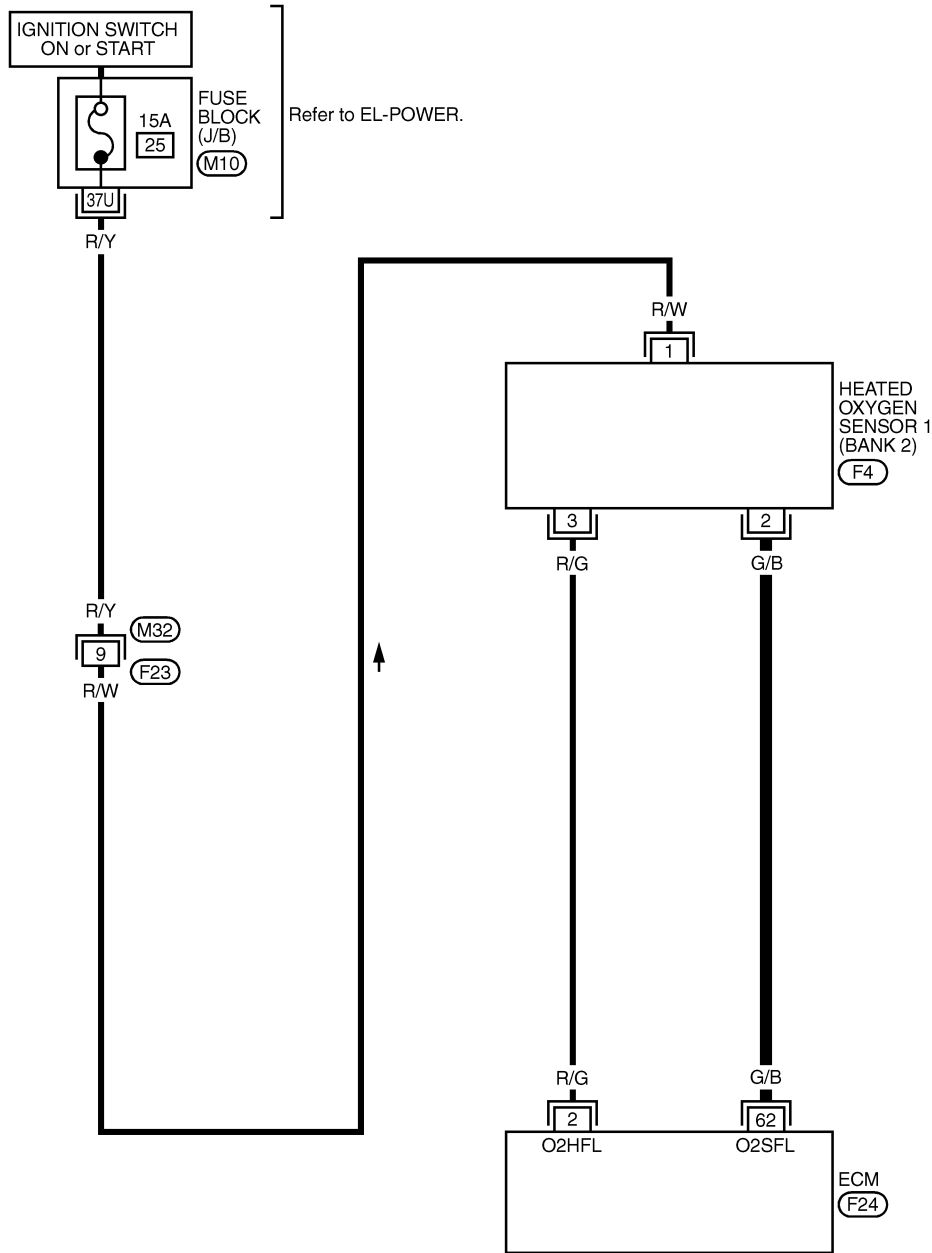 IGNITION SWITCH
ON or START
FUSE
BLOCK
(J/B)
M10
15A
25
Refer to EL-POWER.
37U
R/Y
R/W
1
HEATED
OXYGEN
SENSOR 1
(BANK 2)
F4
3
2
R/G
G/B
R/Y
M32
9
F23
R/W
R/G
G/B
2
62
O2HFL
O2SFL
ECM
F24